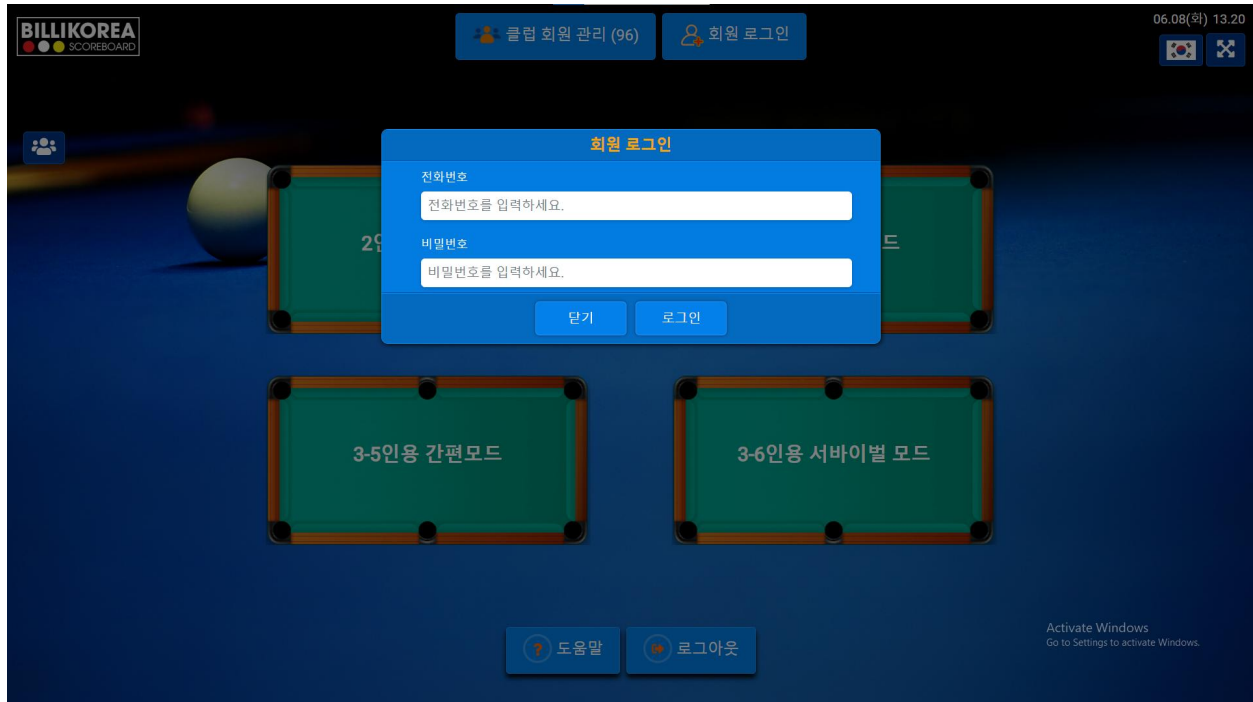 BILLIKOREA
SCOREBOARD
클럽 회원 관리 (96)
회원 로그인
06.08(화) 13.20
회원 로그인
전화번호
전화번호를 입력하세요.
비밀번호
비밀번호를 입력하세요.
닫기
로그인
드
3-5인용 간편모드
3-6인용 서바이벌 모드
? 도움말
로그아웃
Activate Windows
Go to Settings to activate Windows.